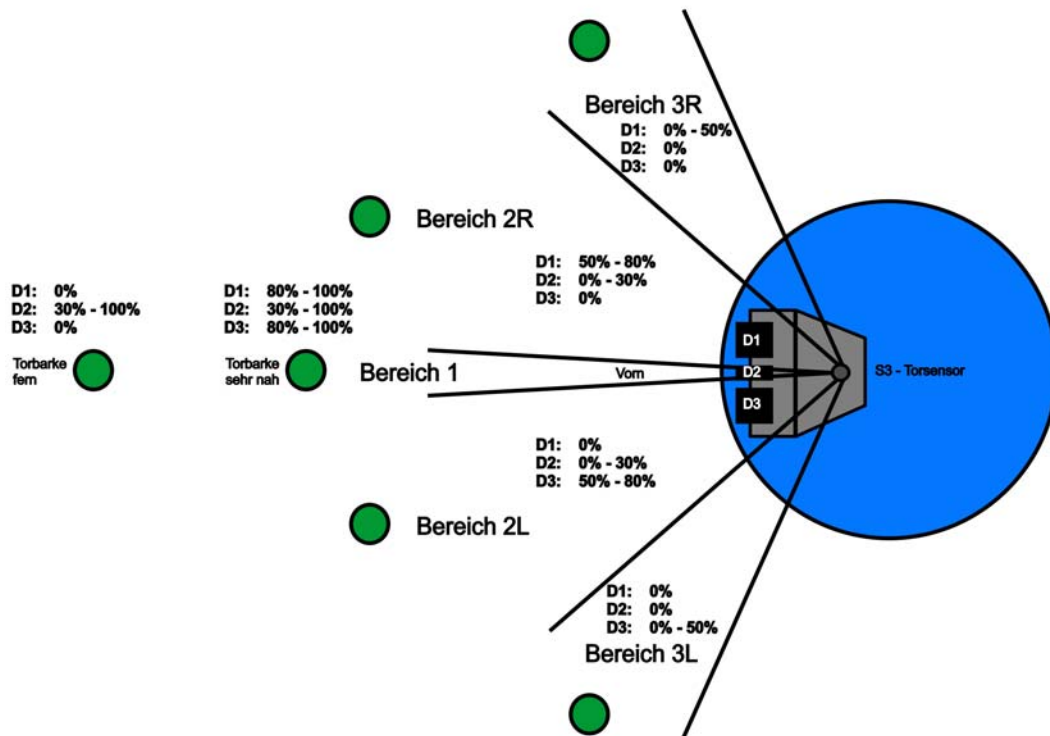 Bereich 3R
D1: 0% - 50%
D2: 0%
D3: 0%
Bereich 2R
D1: 50% - 80%
D2: 0% - 30%
D3: 0%
D1: 0%
D2: 30% - 100%
D3: 0%
Torbarke
fern
D1: 80% - 100%
D2: 30% - 100%
D3: 80% - 100%
Torbarke
sehr nah
Bereich 1
Vorn
D1
D2
D3
S3 - Torsensor
D1: 0%
D2: 0% - 30%
D3: 50% - 80%
Bereich 2L
D1: 0%
D2: 0%
D3: 0% - 50%
Bereich 3L